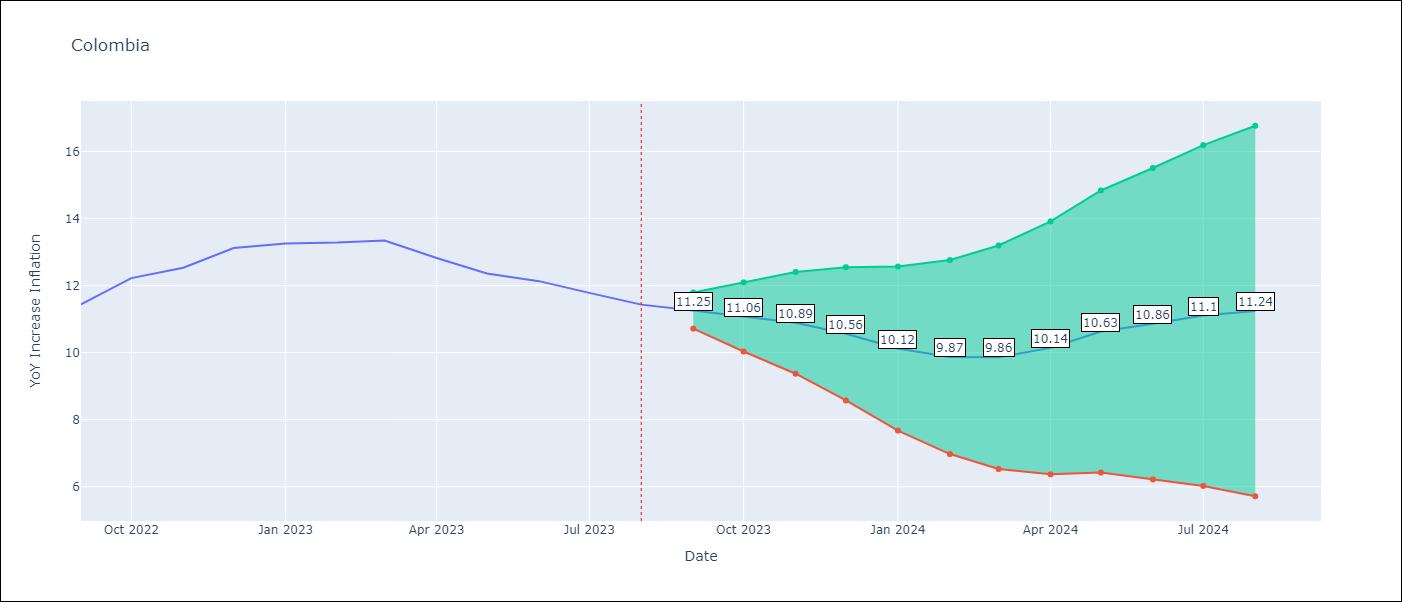 Colombia
YoY Increase Inflation
16
14
12
10
8
6
11.25
11.06
10.89
10.56
10.12
9.87
9.86
10.14
10.63
10.86
11.1
11.24
Oct 2022
Jan 2023
Apr 2023
Jul 2023
Oct 2023
Jan 2024
Apr 2024
Jul 2024
Date